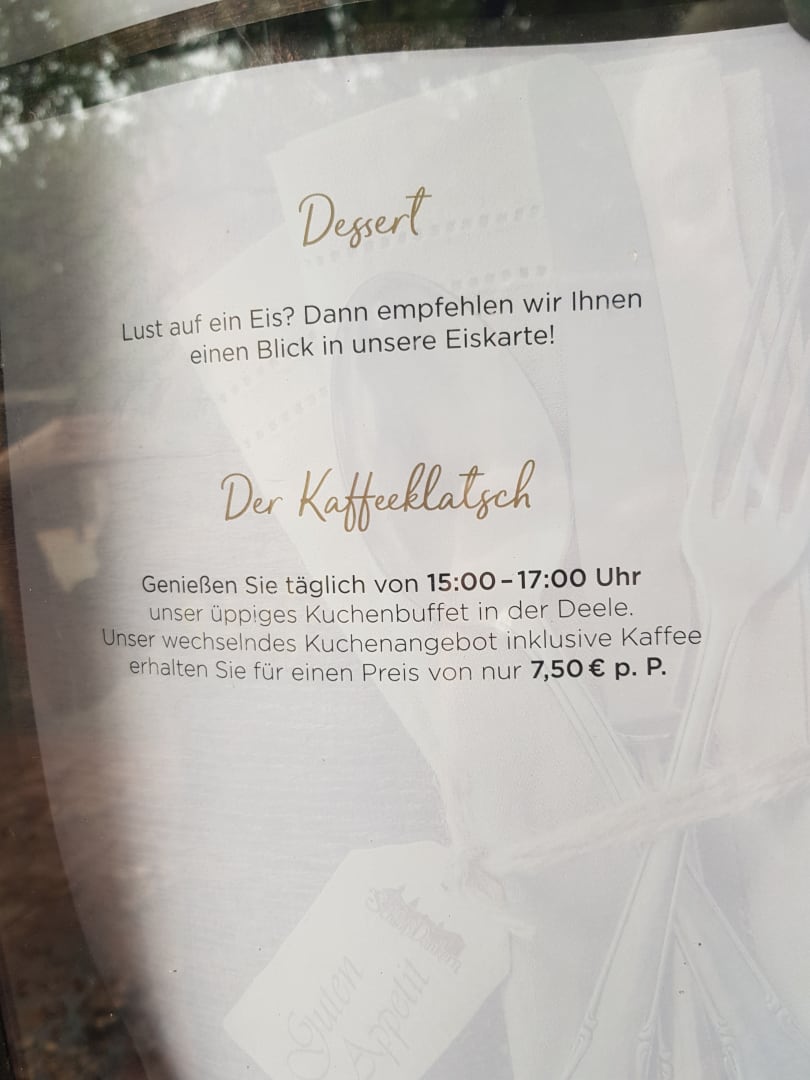 Dessert
Lust auf ein Eis? Dann empfehlen wir Ihnen
einen Blick in unsere Eiskarte!
Der Kaffeeklatsch
Genießen Sie täglich von 15:00 – 17:00 Uhr
unser üppiges Kuchenbuffet in der Deele.
Unser wechselndes Kuchenangebot inklusive Kaffee
erhalten Sie für einen Preis von nur 7,50 € p. P.
Guten
Appetit